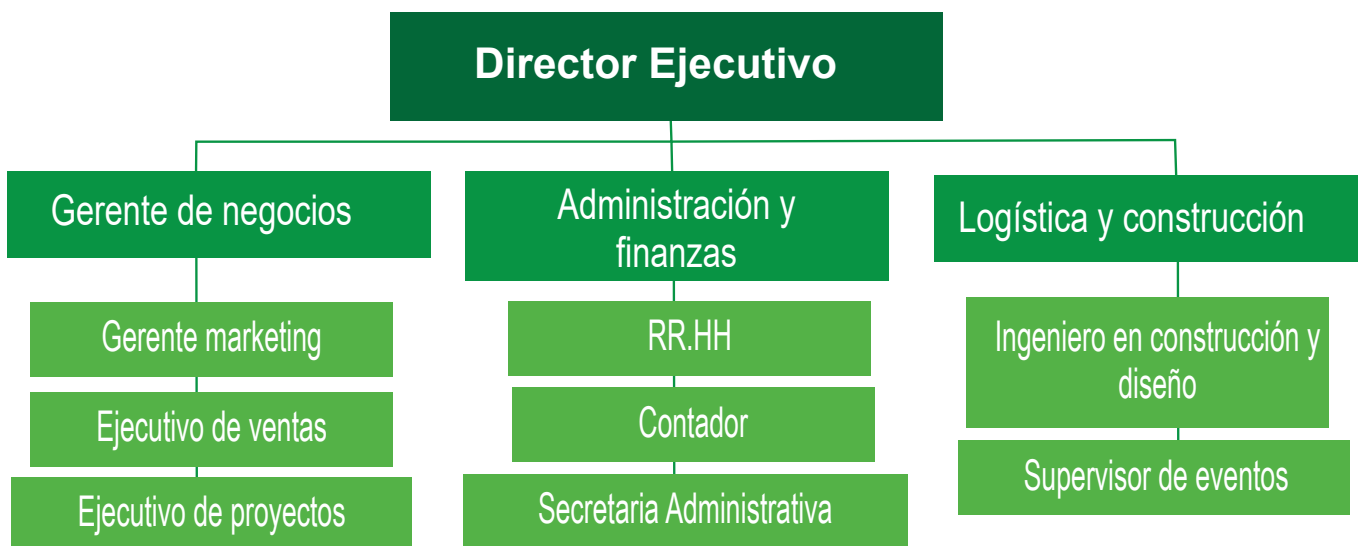 Director Ejecutivo
Gerente de negocios
Gerente marketing
Ejecutivo de ventas
Ejecutivo de proyectos
Administración y
finanzas
RR.HH
Contador
Secretaria Administrativa
Logística y construcción
Ingeniero en construcción y
diseño
Supervisor de eventos